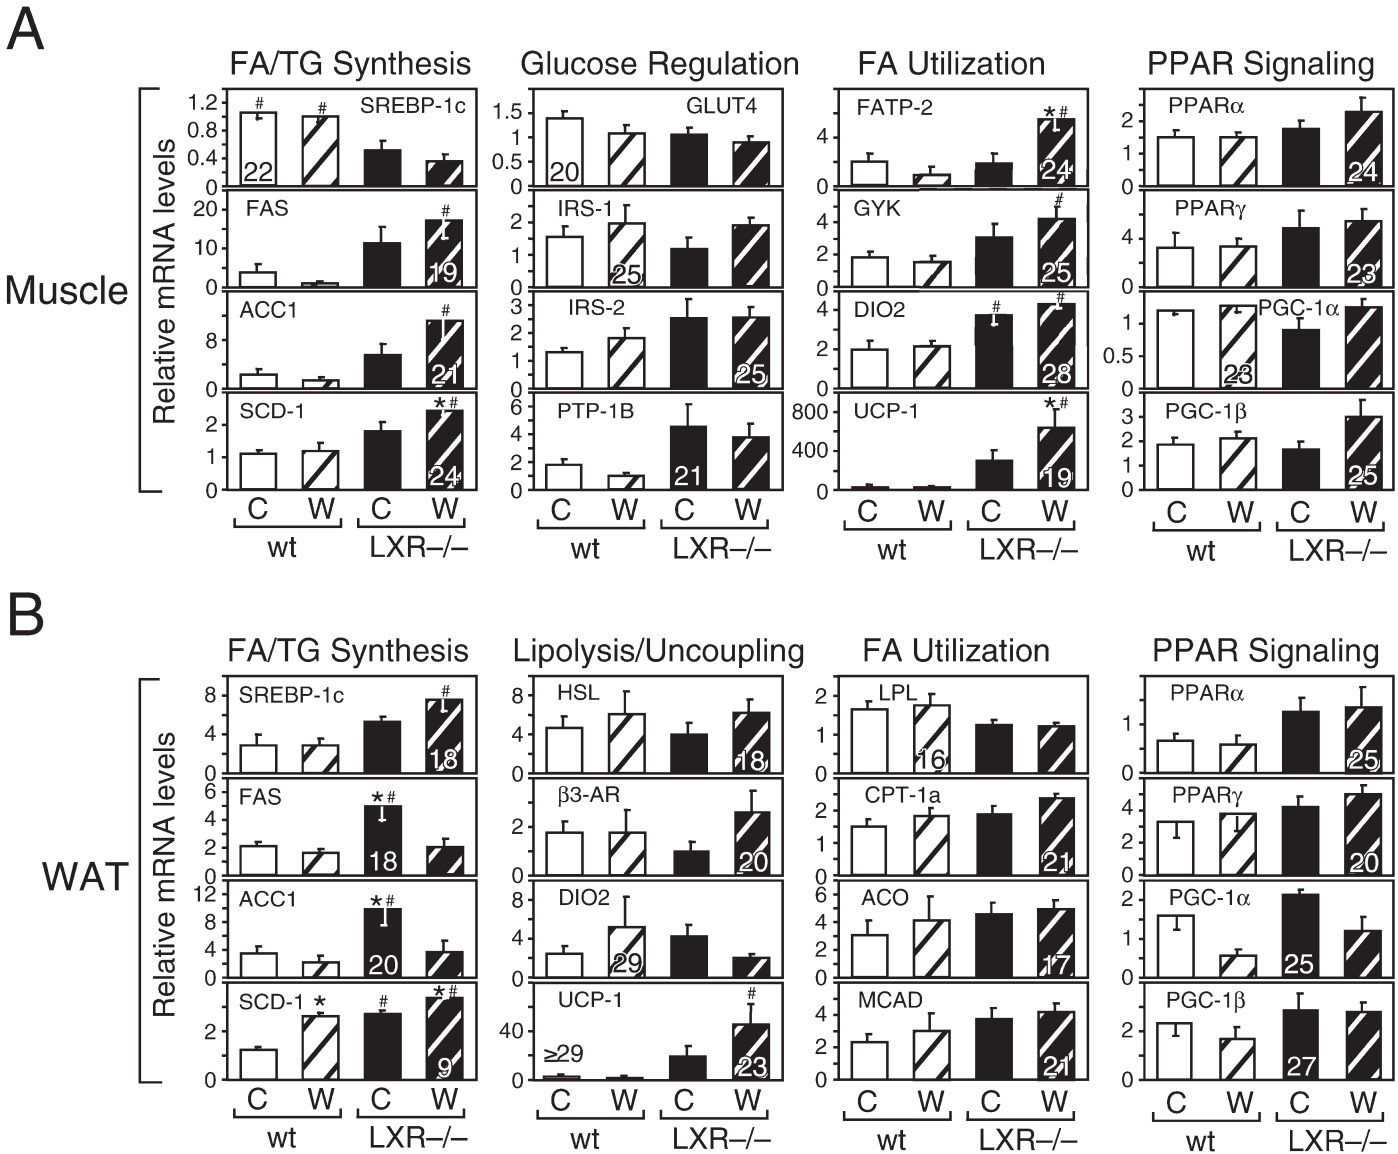 A
FA/TG Synthesis Glucose Regulation FA Utilization PPAR Signaling
Muscle
Relative mRNA levels
1.2 0.8 0.4 0 # # SREBP-1c 22
1.5 1 0.5 0 GLUT4 20
4 0 FATP-2 *# 24
2 1 0 PPARα 24
20 10 0 FAS # 19
2 1 0 IRS-1 25
4 2 0 GYK # 25
4 0 PPARγ 23
8 0 ACC1 # 21
3 2 1 0 IRS-2 25
4 2 0 DIO2 # # 28
1 0.5 0 PGC-1α 23
2 1 0 SCD-1 *# 24
6 4 2 0 PTP-1B 21
800 400 0 UCP-1 *# 19
3 2 1 0 PGC-1β 25
C W C W C W C W C W C W C W C W
wt LXR–/– wt LXR–/– wt LXR–/– wt LXR–/–
B
FA/TG Synthesis Lipolysis/Uncoupling FA Utilization PPAR Signaling
WAT
Relative mRNA levels
8 4 0 SREBP-1c # 18
8 4 0 HSL 18
2 1 0 LPL 16
1 0 PPARα 25
6 4 2 0 FAS *# 18
2 0 β3-AR 20
2 1 0 CPT-1a 21
4 2 0 PPARγ 20
12 8 4 0 ACC1 *# 20
8 4 0 DIO2 29
6 4 2 0 ACO 17
2 1 0 PGC-1α 25
2 0 SCD-1 * # *# 9
40 0 UCP-1 ≥29 # 23
4 2 0 MCAD 21
2 0 PGC-1β 27
C W C W C W C W C W C W C W C W
wt LXR–/– wt LXR–/– wt LXR–/– wt LXR–/–